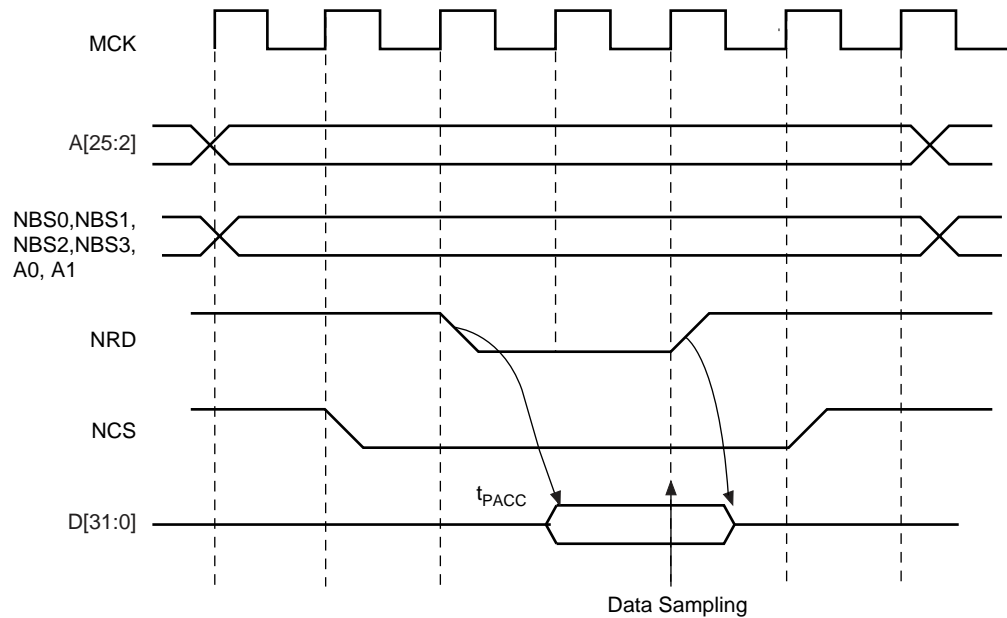 MCK
A[25:2]
NBS0,NBS1,
NBS2,NBS3,
A0, A1
NRD
NCS
tPACC
D[31:0]
Data Sampling